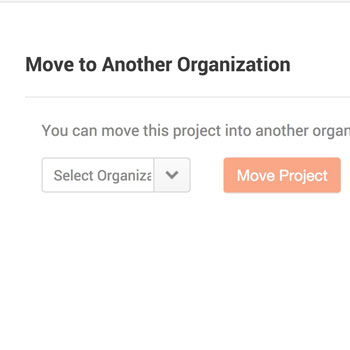 Move to Another Organization
You can move this project into another organ
Select Organiza
Move Project